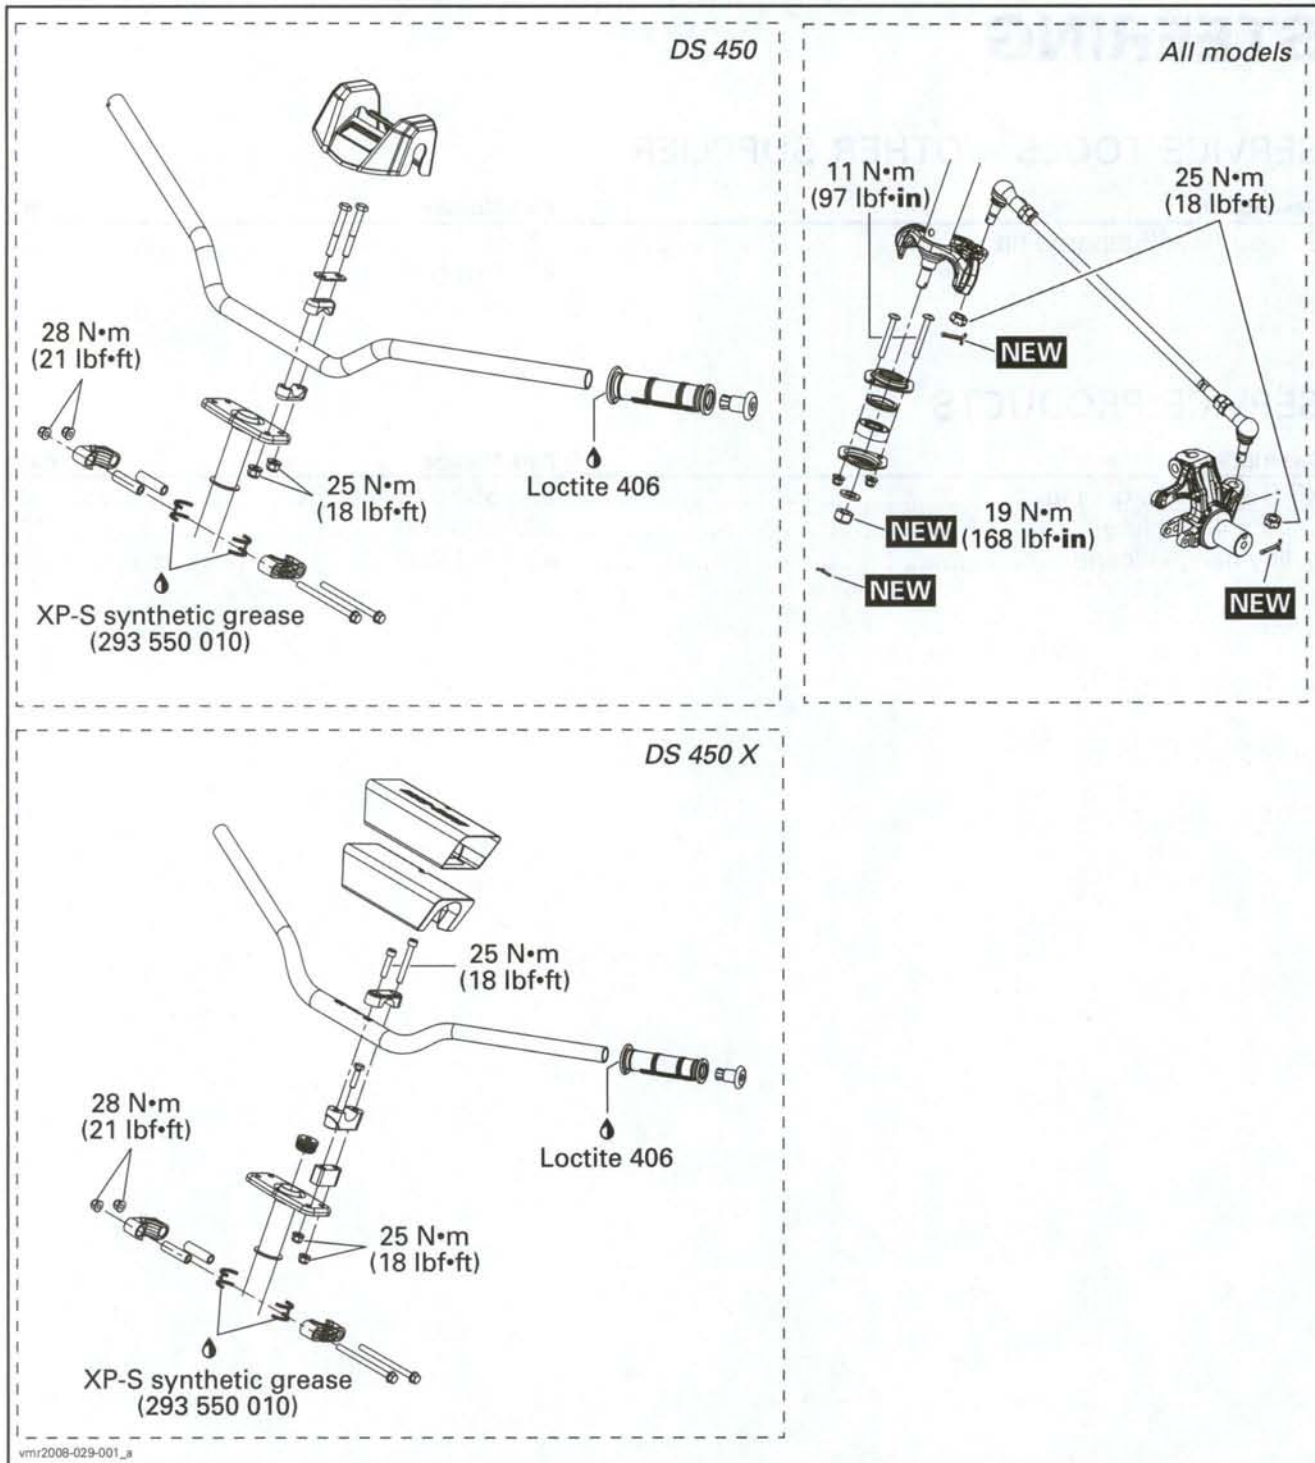 DS 450
28 N•m
(21 lbf•ft)
25 N•m
(18 lbf•ft)
Loctite 406
XP-S synthetic grease
(293 550 010)
All models
11 N•m
(97 lbf•in)
25 N•m
(18 lbf•ft)
NEW
NEW
19 N•m
(168 lbf•in)
NEW
NEW
DS 450 X
25 N•m
(18 lbf•ft)
28 N•m
(21 lbf•ft)
Loctite 406
25 N•m
(18 lbf•ft)
XP-S synthetic grease
(293 550 010)
vmr2008-029-001_a